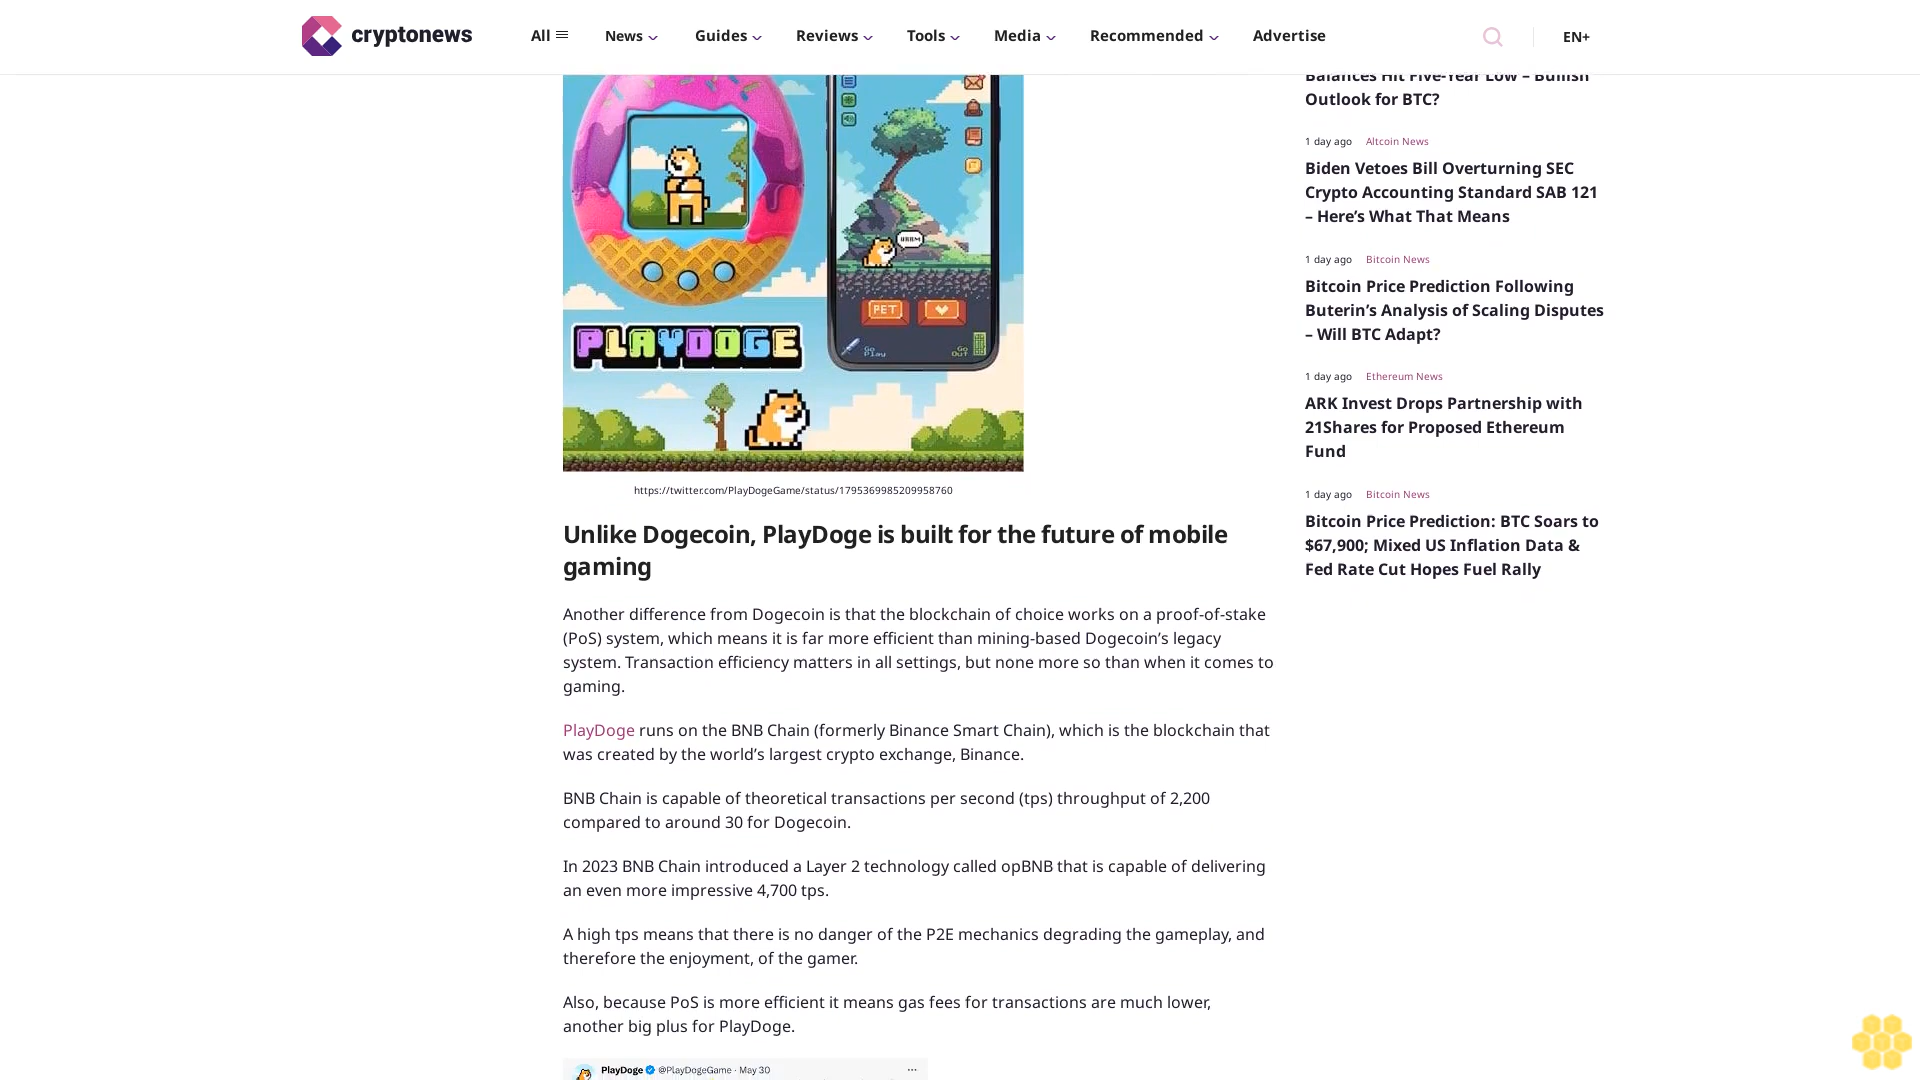 cryptonews
All
News
Guides
Reviews
Tools
Media
Recommended
Advertise
EN+
PLAYDOGE
PET
Go Play
Go Out
https://twitter.com/PlayDogeGame/status/1795369985209958760
Unlike Dogecoin, PlayDoge is built for the future of mobile
gaming
Another difference from Dogecoin is that the blockchain of choice works on a proof-of-stake
(PoS) system, which means it is far more efficient than mining-based Dogecoin’s legacy
system. Transaction efficiency matters in all settings, but none more so than when it comes to
gaming.
PlayDoge runs on the BNB Chain (formerly Binance Smart Chain), which is the blockchain that
was created by the world’s largest crypto exchange, Binance.
BNB Chain is capable of theoretical transactions per second (tps) throughput of 2,200
compared to around 30 for Dogecoin.
In 2023 BNB Chain introduced a Layer 2 technology called opBNB that is capable of delivering
an even more impressive 4,700 tps.
A high tps means that there is no danger of the P2E mechanics degrading the gameplay, and
therefore the enjoyment, of the gamer.
Also, because PoS is more efficient it means gas fees for transactions are much lower,
another big plus for PlayDoge.
PlayDoge @PlayDogeGame · May 30
Balances Hit Five-Year Low – Bullish
Outlook for BTC?
1 day ago Altcoin News
Biden Vetoes Bill Overturning SEC
Crypto Accounting Standard SAB 121
– Here’s What That Means
1 day ago Bitcoin News
Bitcoin Price Prediction Following
Buterin’s Analysis of Scaling Disputes
– Will BTC Adapt?
1 day ago Ethereum News
ARK Invest Drops Partnership with
21Shares for Proposed Ethereum
Fund
1 day ago Bitcoin News
Bitcoin Price Prediction: BTC Soars to
$67,900; Mixed US Inflation Data &
Fed Rate Cut Hopes Fuel Rally